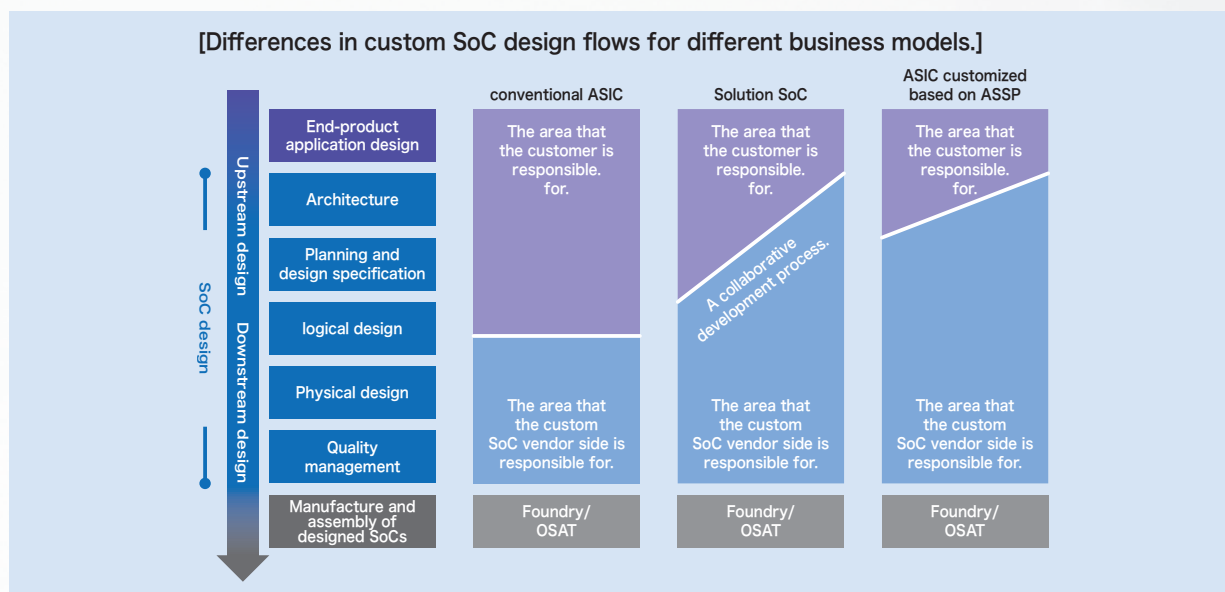 [Differences in custom SoC design flows for different business models.]
conventional ASIC
Solution SoC
ASIC customized
based on ASSP
SoC design
Upstream design
Downstream design
End-product
application design
Architecture
Planning and
design specification
logical design
Physical design
Quality
management
Manufacture and
assembly of
designed SoCs
The area that
the customer is
responsible.
for.
The area that
the custom
SoC vendor side is
responsible for.
Foundry/
OSAT
The area that
the customer is
responsible.
for.
A collaborative
development process.
The area that
the custom
SoC vendor side is
responsible for.
Foundry/
OSAT
The area that
the customer is
responsible.
for.
The area that
the custom
SoC vendor side is
responsible for.
Foundry/
OSAT